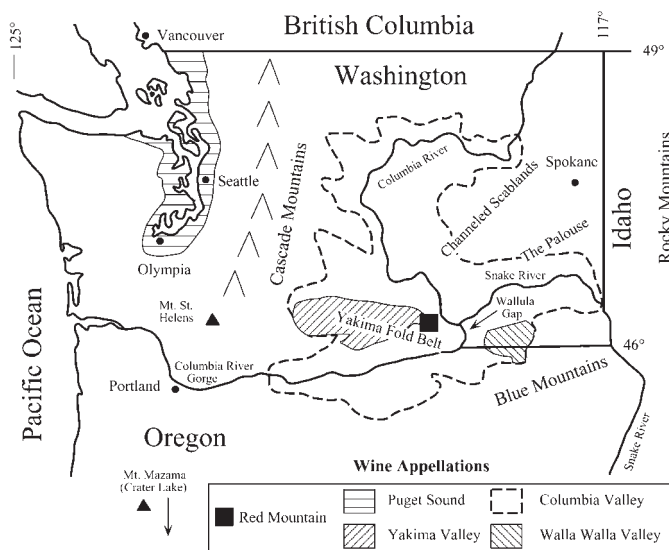 British Columbia
125°
Vancouver
117°
49°
Washington
Columbia River
Channeled Scablands
Spokane
Rocky Mountains
Idaho
Seattle
Cascade Mountains
Olympia
The Palouse
Snake River
Mt. St.
Helens
Wallula
Gap
Yakima Fold Belt
46°
Pacific Ocean
Columbia River
Gorge
Portland
Blue Mountains
Snake River
Oregon
Mt. Mazama
(Crater Lake)
Wine Appellations
Red Mountain
Puget Sound
Columbia Valley
Yakima Valley
Walla Walla Valley